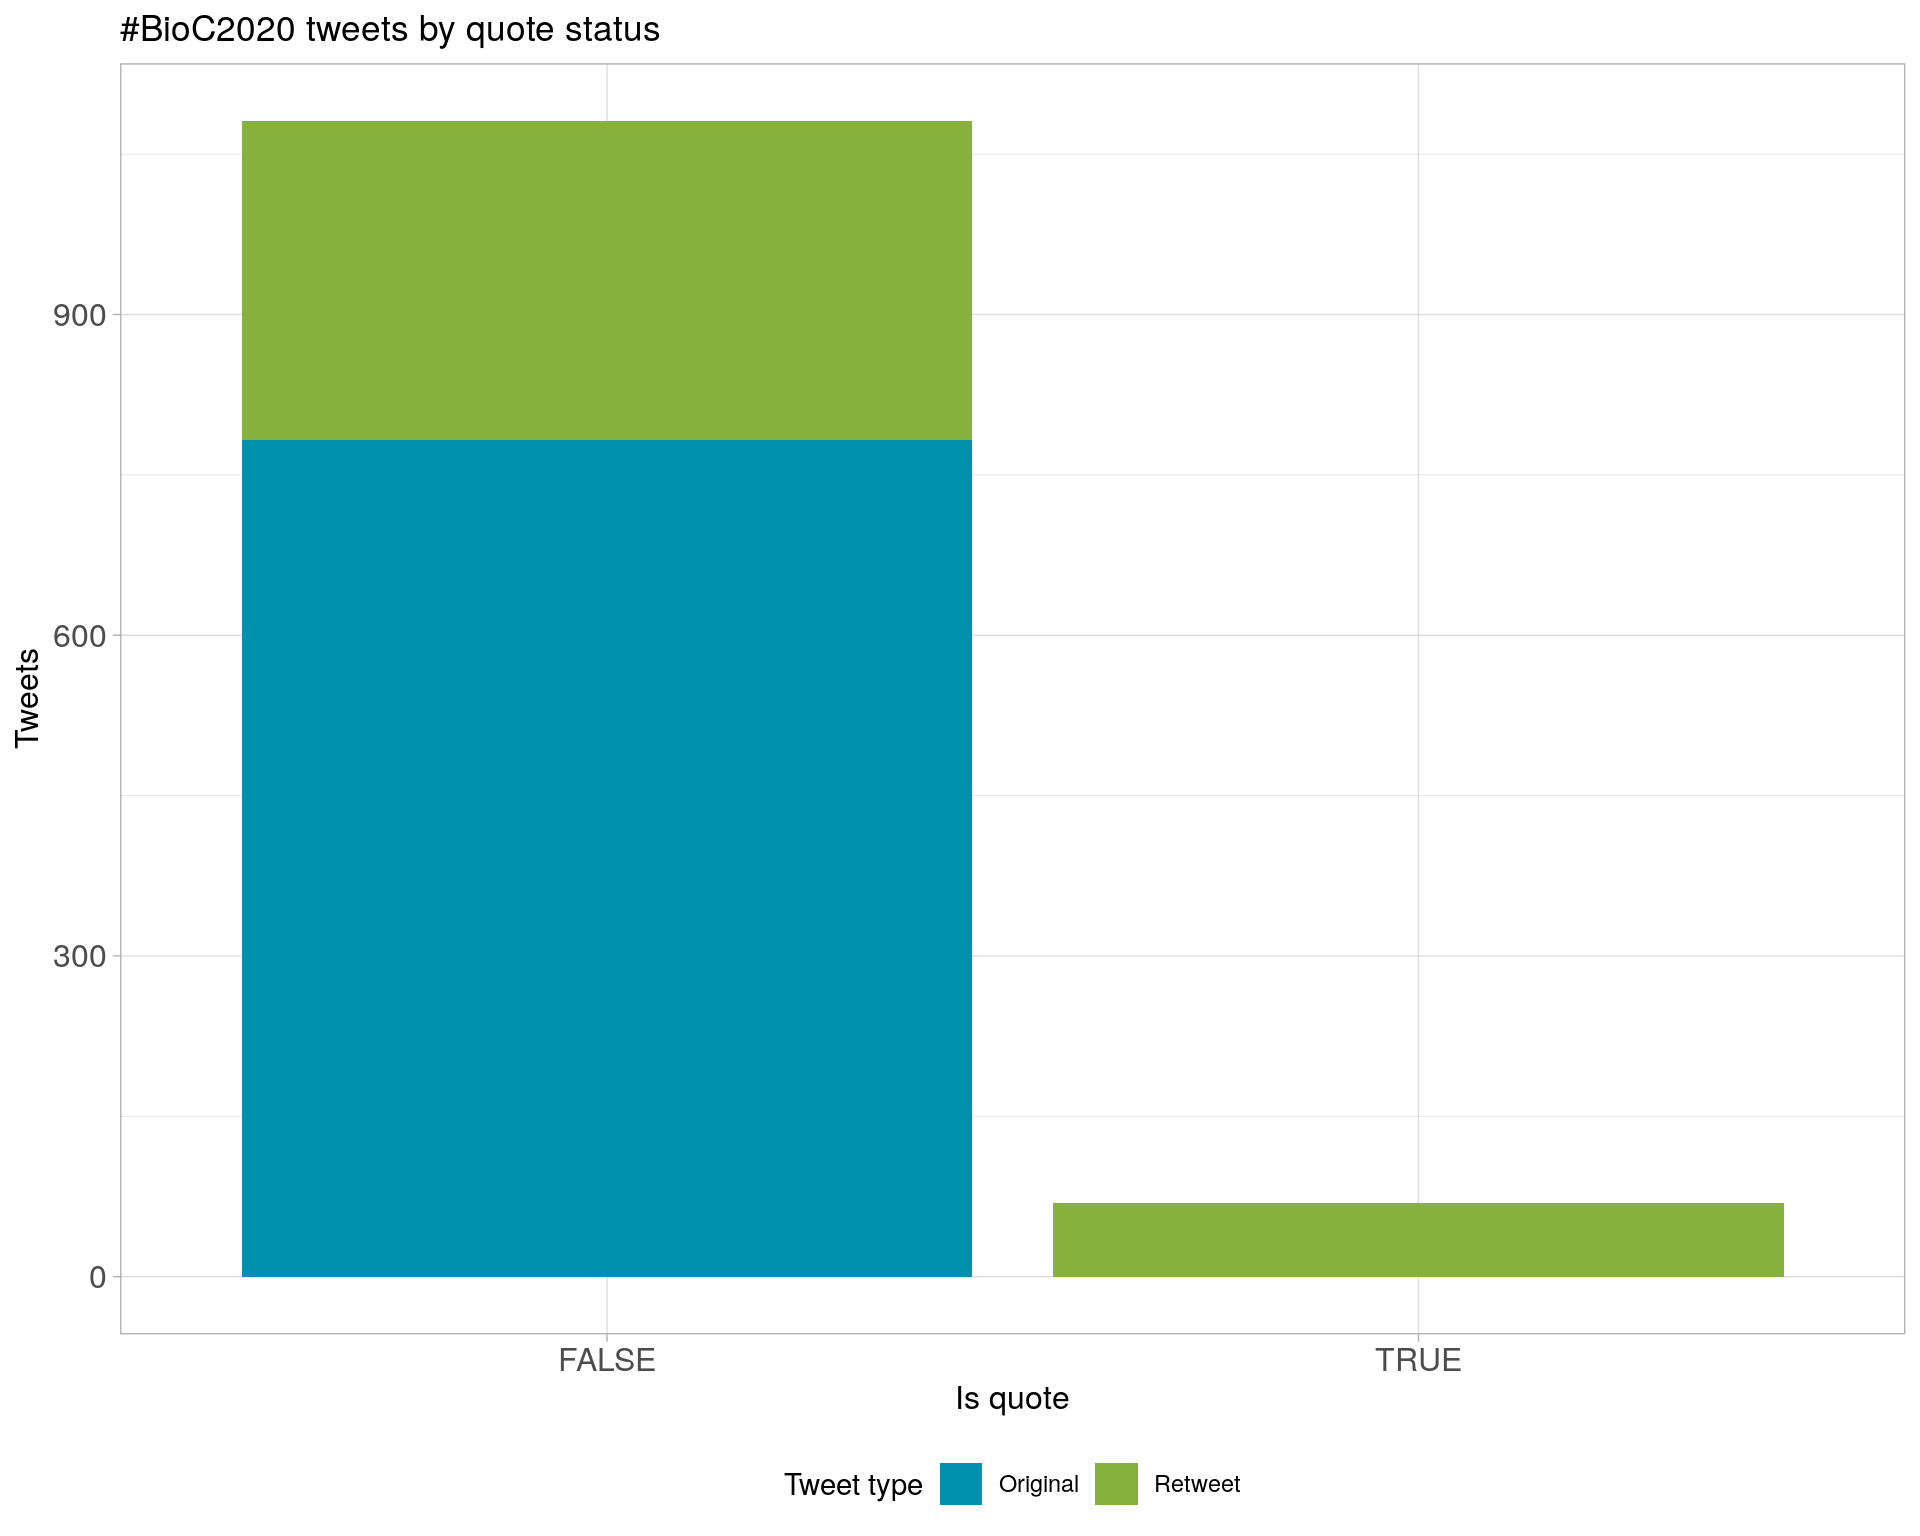 #BioC2020 tweets by quote status
Tweets
900
600
300
0
FALSE TRUE
Is quote
Tweet type Original Retweet